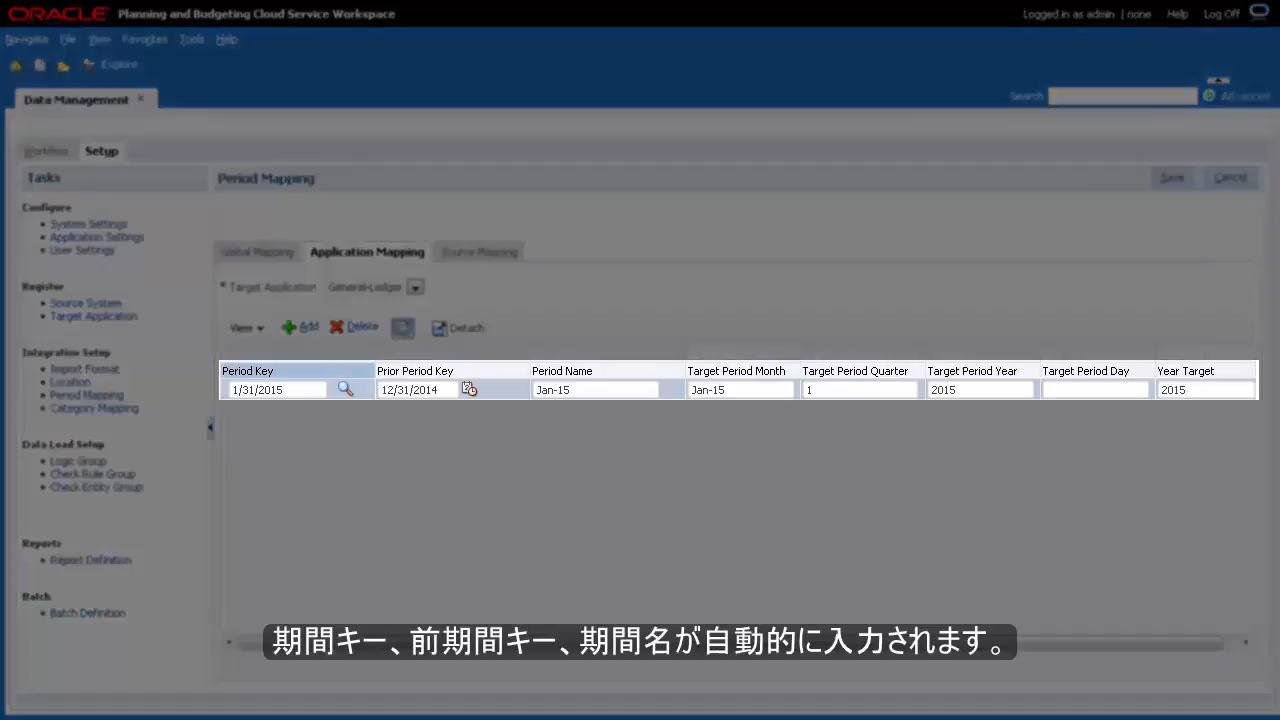 ORACLE Planning and Budgeting Cloud Service Workspace
Logged in as admin | none Help Log Off
Navigate File View Favorites Tools Help
Explore
Data Management
Search Advanced
Workflow Setup
Tasks
Period Mapping
Save Cancel
Configure
System Settings
Application Settings
User Settings
Register
Source System
Target Application
Integration Setup
Import Format
Location
Period Mapping
Category Mapping
Data Load Setup
Logic Group
Check Rule Group
Check Entity Group
Reports
Report Definition
Batch
Batch Definition
Global Mapping Application Mapping Source Mapping
* Target Application General-Ledger
View Add Delete Detach
Period Key Prior Period Key Period Name Target Period Month Target Period Quarter Target Period Year Target Period Day Year Target
1/31/2015 12/31/2014 Jan-15 Jan-15 1 2015 2015
期間キー、前期間キー、期間名が自動的に入力されます。